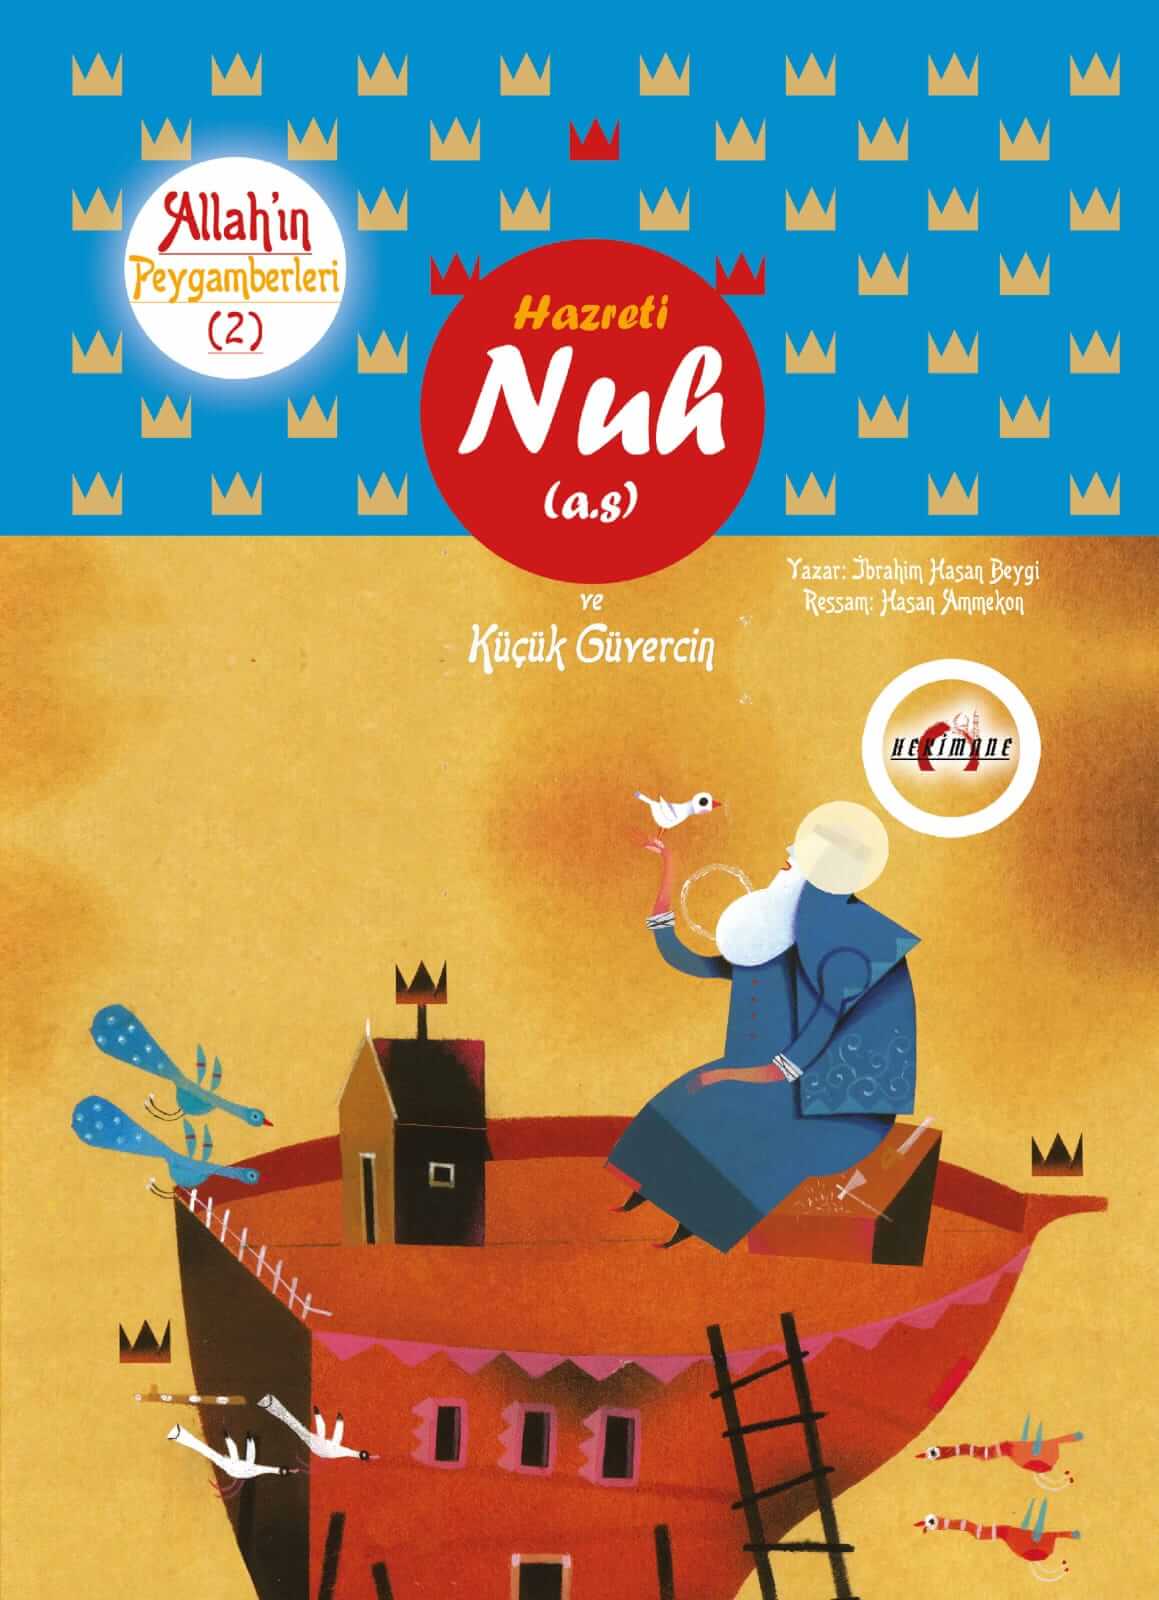 Allah'ın
Peygamberleri
(2)
Hazreti
Nuh
(a.s)
ve
Küçük Güvercin
Yazar: İbrahim Hasan Beygi
Ressam: Hasan Ammekon
HEKİMANE